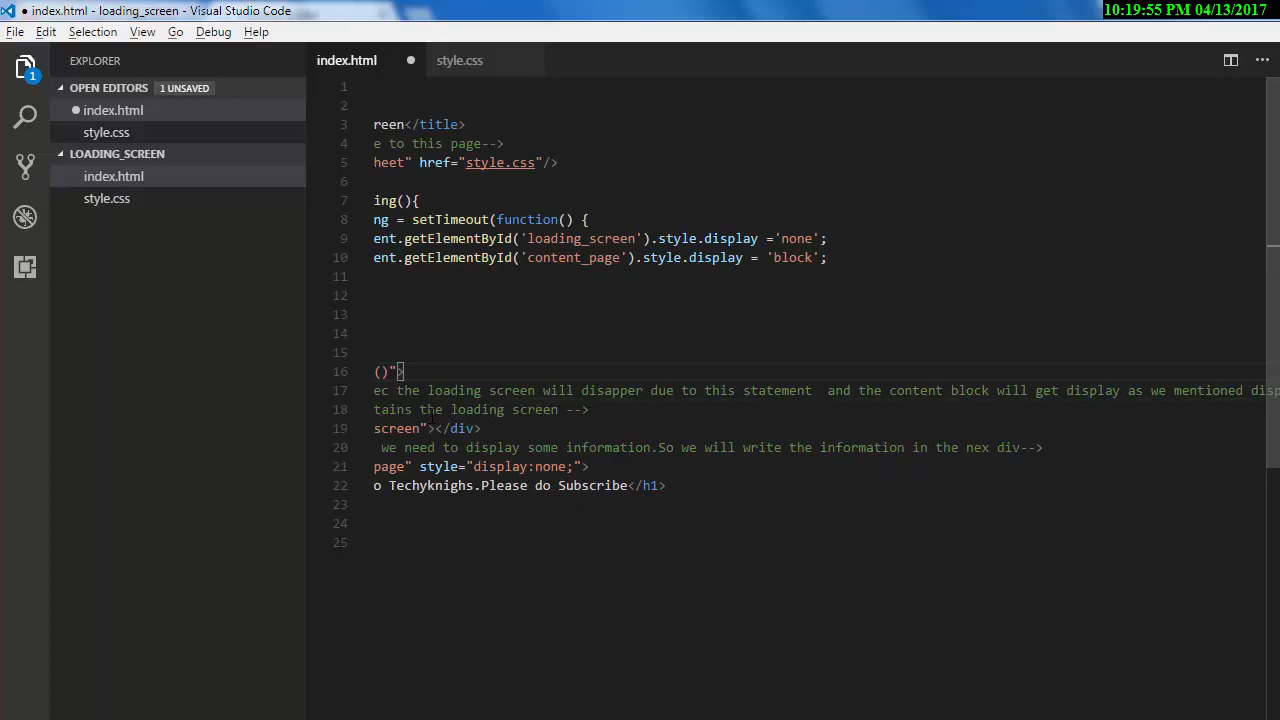 index.html - loading_screen - Visual Studio Code
10:19:55 PM 04/13/2017
File Edit Selection View Go Debug Help
EXPLORER
index.html
style.css
OPEN EDITORS 1 UNSAVED
index.html
style.css
LOADING_SCREEN
index.html
style.css
1
1
2
3 reen</title>
4 e to this page-->
5 heet" href="style.css"/>
6
7 ing(){
8 ng = setTimeout(function() {
9 ent.getElementById('loading_screen').style.display ='none';
10 ent.getElementById('content_page').style.display = 'block';
11
12
13
14
15
16 ()">
17 ec the loading screen will disapper due to this statement  and the content block will get display as we mentioned disp
18 tains the loading screen -->
19 screen"></div>
20 we need to display some information.So we will write the information in the nex div-->
21 page" style="display:none;">
22 o Techyknighs.Please do Subscribe</h1>
23
24
25